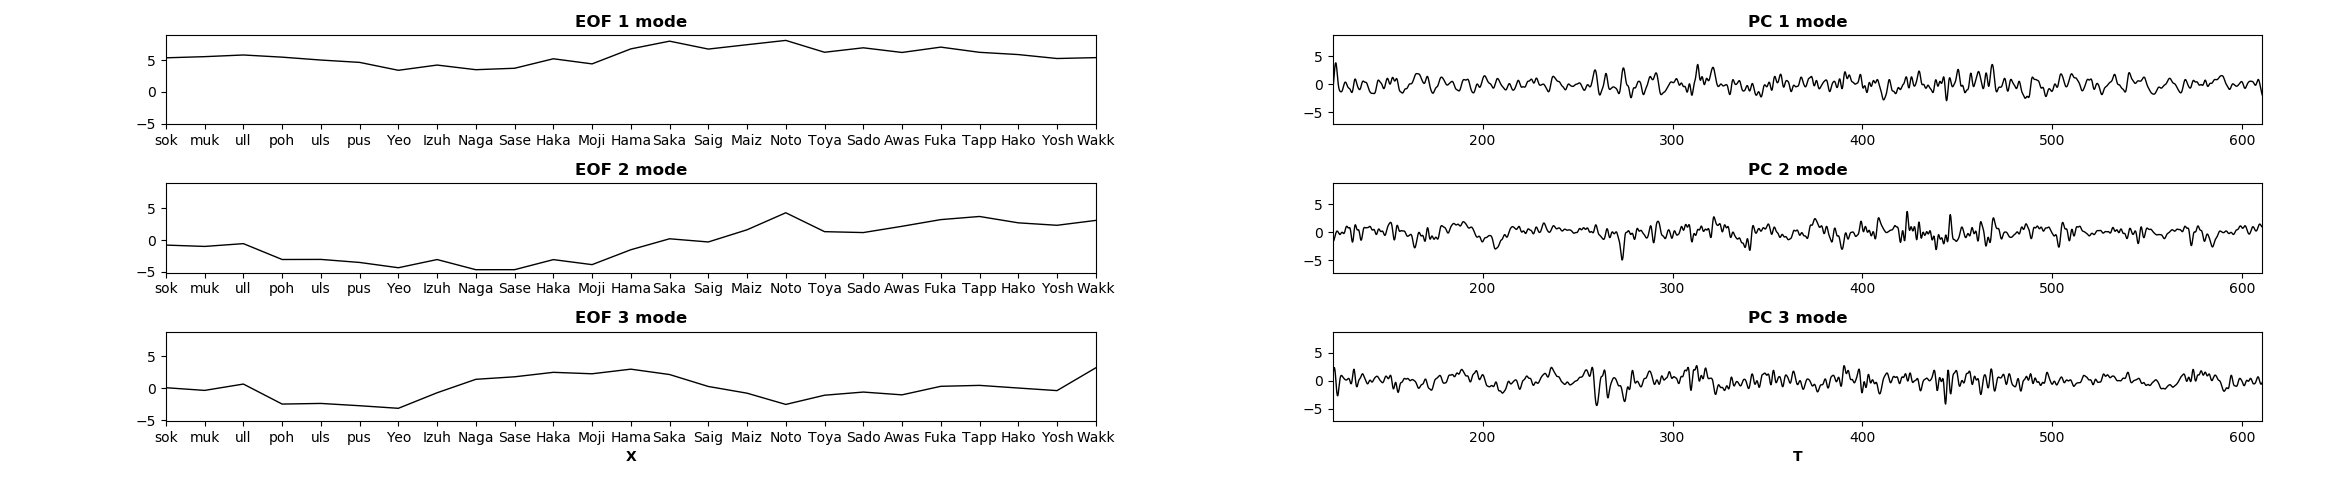 EOF 1 mode
5
0
−5
sok muk ull poh uls pus Yeo Izuh Naga Sase Haka Moji Hama Saka Saig Maiz Noto Toya Sado Awas Fuka Tapp Hako Yosh Wakk
EOF 2 mode
5
0
−5
sok muk ull poh uls pus Yeo Izuh Naga Sase Haka Moji Hama Saka Saig Maiz Noto Toya Sado Awas Fuka Tapp Hako Yosh Wakk
EOF 3 mode
5
0
−5
sok muk ull poh uls pus Yeo Izuh Naga Sase Haka Moji Hama Saka Saig Maiz Noto Toya Sado Awas Fuka Tapp Hako Yosh Wakk
X
PC 1 mode
5
0
−5
200 300 400 500 600
PC 2 mode
5
0
−5
200 300 400 500 600
PC 3 mode
5
0
−5
200 300 400 500 600
T